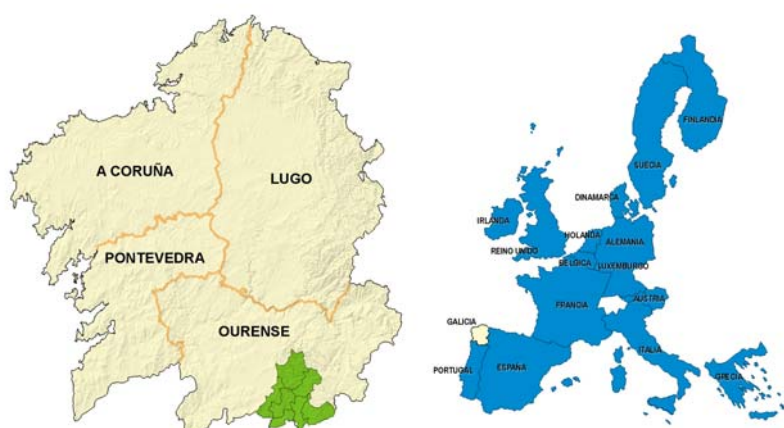 A CORUÑA
LUGO
PONTEVEDRA
OURENSE
FINLANDIA
SUECIA
DINAMARCA
IRLANDA
HOLANDA
ALEMANIA
REINO UNIDO
BELGICA
LUXEMBURGO
AUSTRIA
FRANCIA
GALICIA
ITALIA
PORTUGAL
ESPAÑA
GRECIA